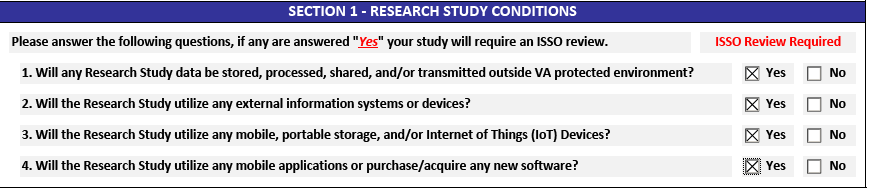 SECTION 1 - RESEARCH STUDY CONDITIONS
Please answer the following questions, if any are answered "Yes" your study will require an ISSO review. ISSO Review Required
1. Will any Research Study data be stored, processed, shared, and/or transmitted outside VA protected environment? ☒ Yes ☐ No
2. Will the Research Study utilize any external information systems or devices? ☒ Yes ☐ No
3. Will the Research Study utilize any mobile, portable storage, and/or Internet of Things (IoT) Devices? ☒ Yes ☐ No
4. Will the Research Study utilize any mobile applications or purchase/acquire any new software? ☒ Yes ☐ No